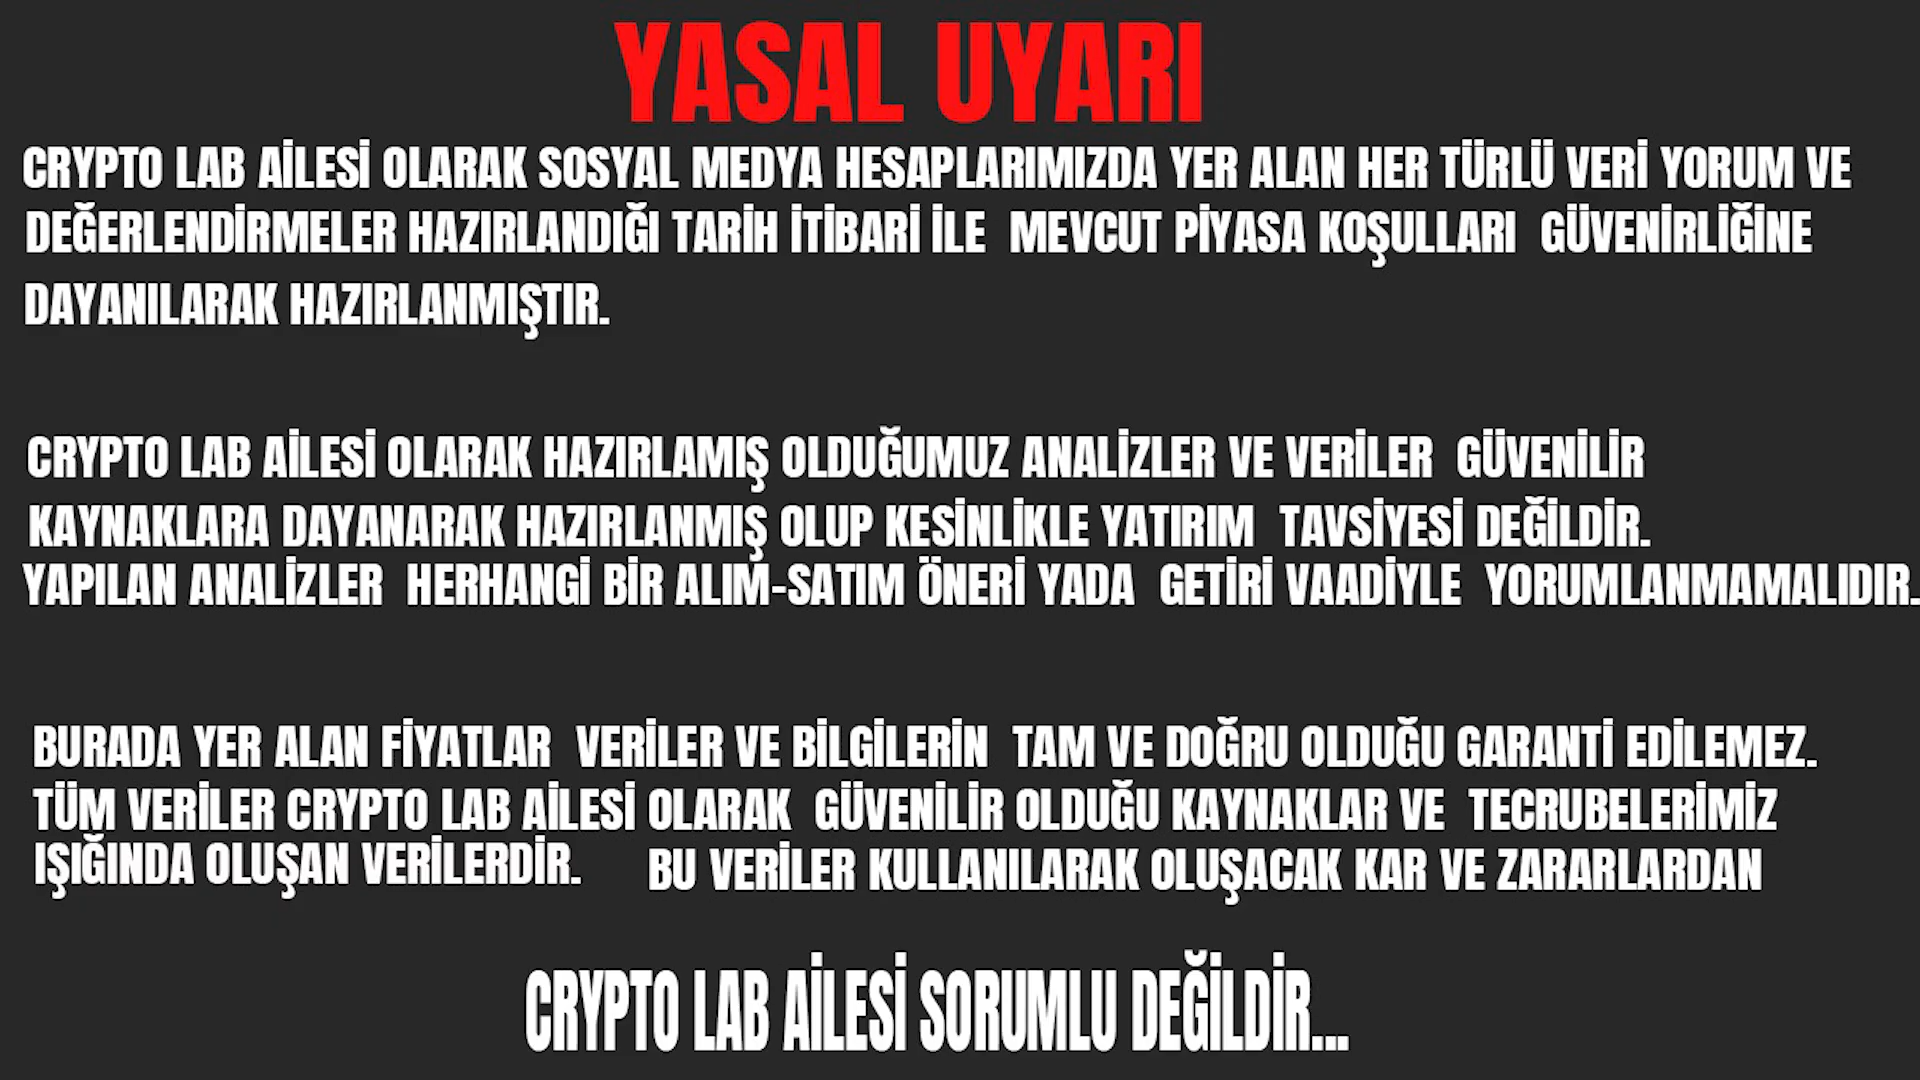 YASAL UYARI
CRYPTO LAB AİLESİ OLARAK SOSYAL MEDYA HESAPLARIMIZDA YER ALAN HER TÜRLÜ VERİ YORUM VE
DEĞERLENDİRMELER HAZIRLANDIĞI TARİH İTİBARİ İLE MEVCUT PİYASA KOŞULLARI GÜVENİRLİĞİNE
DAYANILARAK HAZIRLANMIŞTIR.
CRYPTO LAB AİLESİ OLARAK HAZIRLAMIŞ OLDUĞUMUZ ANALİZLER VE VERİLER GÜVENİLİR
KAYNAKLARA DAYANARAK HAZIRLANMIŞ OLUP KESİNLİKLE YATIRIM TAVSİYESİ DEĞİLDİR.
YAPILAN ANALİZLER HERHANGİ BİR ALIM-SATIM ÖNERİ YADA GETİRİ VAADİYLE YORUMLANMAMALIDIR.
BURADA YER ALAN FİYATLAR VERİLER VE BİLGİLERİN TAM VE DOĞRU OLDUĞU GARANTİ EDİLEMEZ.
TÜM VERİLER CRYPTO LAB AİLESİ OLARAK GÜVENİLİR OLDUĞU KAYNAKLAR VE TECRUBELERİMİZ
IŞIĞINDA OLUŞAN VERİLERDİR. BU VERİLER KULLANILARAK OLUŞACAK KAR VE ZARARLARDAN
CRYPTO LAB AİLESİ SORUMLU DEĞİLDİR...